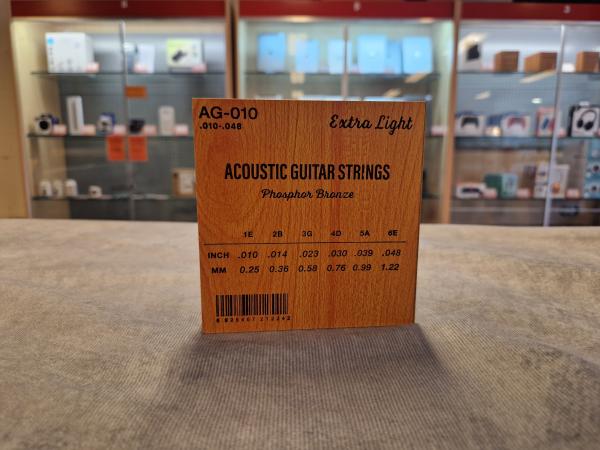 AG-010
.010-.048
Extra Light
ACOUSTIC GUITAR STRINGS
Phosphor Bronze
1E 2B 3G 4D 5A 6E
INCH .010 .014 .023 .030 .039 .048
MM 0.25 0.36 0.58 0.76 0.99 1.22